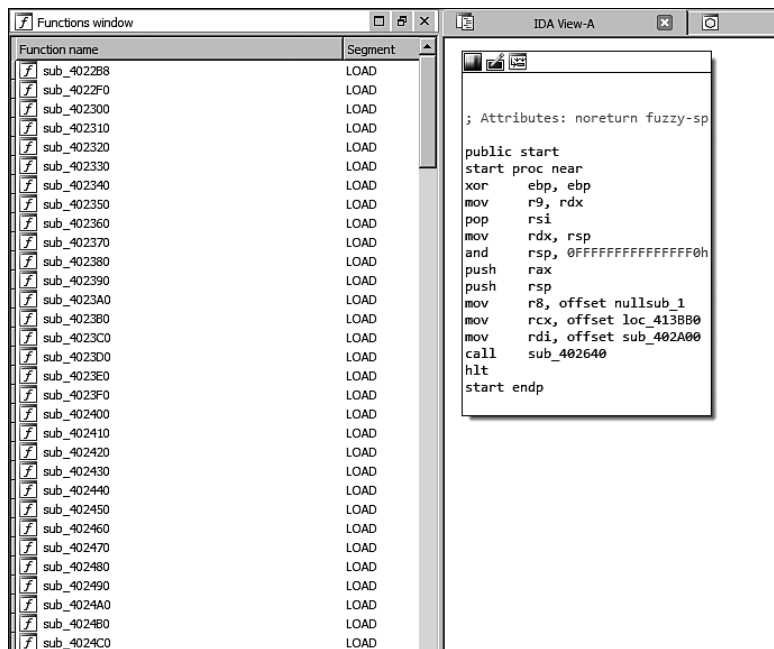 Functions window
Function name Segment
sub_4022B8 LOAD
sub_4022F0 LOAD
sub_402300 LOAD
sub_402310 LOAD
sub_402320 LOAD
sub_402330 LOAD
sub_402340 LOAD
sub_402350 LOAD
sub_402360 LOAD
sub_402370 LOAD
sub_402380 LOAD
sub_402390 LOAD
sub_4023A0 LOAD
sub_4023B0 LOAD
sub_4023C0 LOAD
sub_4023D0 LOAD
sub_4023E0 LOAD
sub_4023F0 LOAD
sub_402400 LOAD
sub_402410 LOAD
sub_402420 LOAD
sub_402430 LOAD
sub_402440 LOAD
sub_402450 LOAD
sub_402460 LOAD
sub_402470 LOAD
sub_402480 LOAD
sub_402490 LOAD
sub_4024A0 LOAD
sub_4024B0 LOAD
sub_4024C0 LOAD
IDA View-A
; Attributes: noreturn fuzzy-sp
public start
start proc near
xor ebp, ebp
mov r9, rdx
pop rsi
mov rdx, rsp
and rsp, 0FFFFFFFFFFFFFFF0h
push rax
push rsp
mov r8, offset nullsub_1
mov rcx, offset loc_413BB0
mov rdi, offset sub_402A00
call sub_402640
hlt
start endp